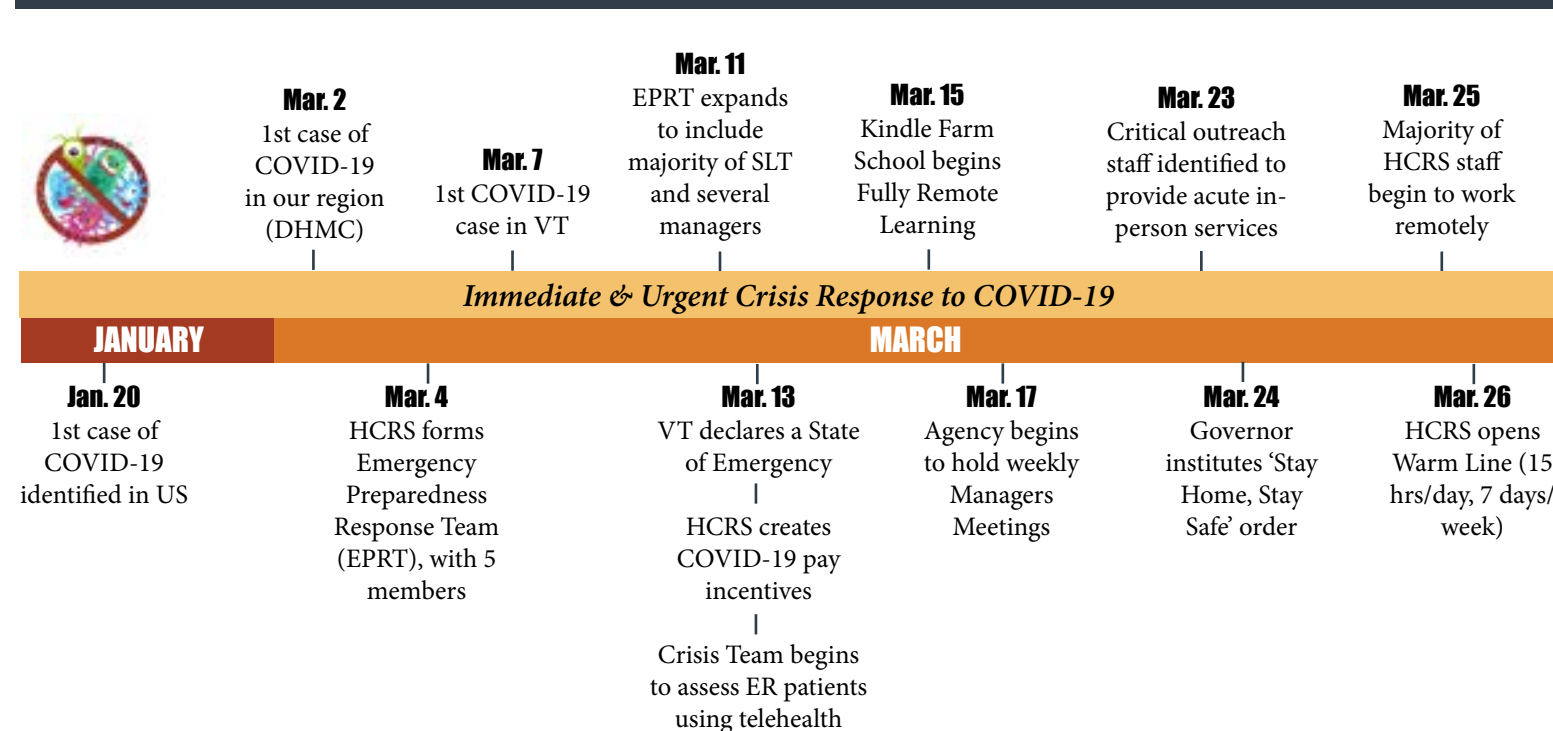 Mar. 2
1st case of
COVID-19
in our region
(DHMC)
Mar. 7
1st COVID-19
case in VT
Mar. 11
EPRT expands
to include
majority of SLT
and several
managers
Mar. 15
Kindle Farm
School begins
Fully Remote
Learning
Mar. 23
Critical outreach
staff identified to
provide acute in-
person services
Mar. 25
Majority of
HCRS staff
begin to work
remotely
Immediate & Urgent Crisis Response to COVID-19
JANUARY
MARCH
Jan. 20
1st case of
COVID-19
identified in US
Mar. 4
HCRS forms
Emergency
Preparedness
Response Team
(EPRT), with 5
members
Mar. 13
VT declares a State
of Emergency
HCRS creates
COVID-19 pay
incentives
Crisis Team begins
to assess ER patients
using telehealth
Mar. 17
Agency begins
to hold weekly
Managers
Meetings
Mar. 24
Governor
institutes ‘Stay
Home, Stay
Safe’ order
Mar. 26
HCRS opens
Warm Line (15
hrs/day, 7 days/
week)